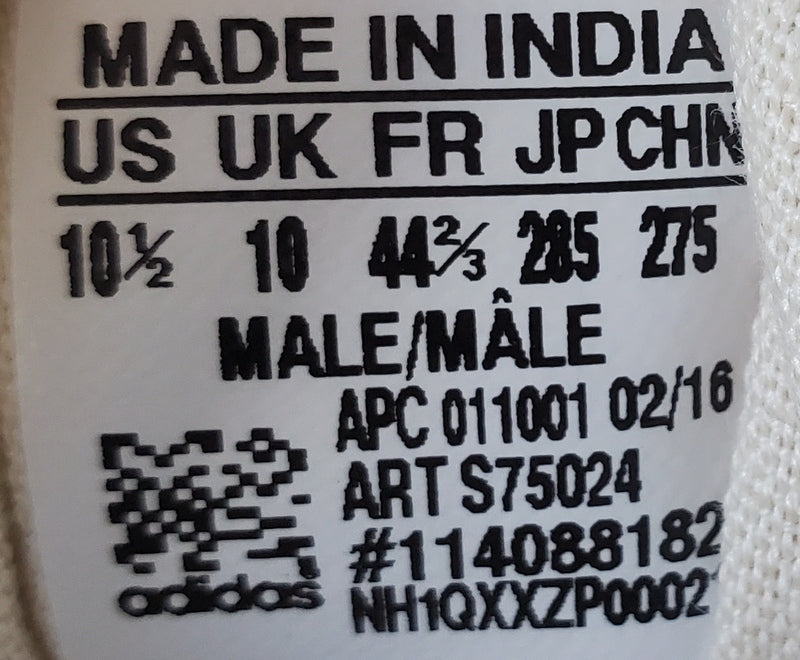 MADE IN INDIA
US UK FR JP CHN
10½ 10 44⅔ 285 275
MALE/MÂLE
APC 011001 02/16
ART S75024
#114088182
NH1QXXZP0002
adidas